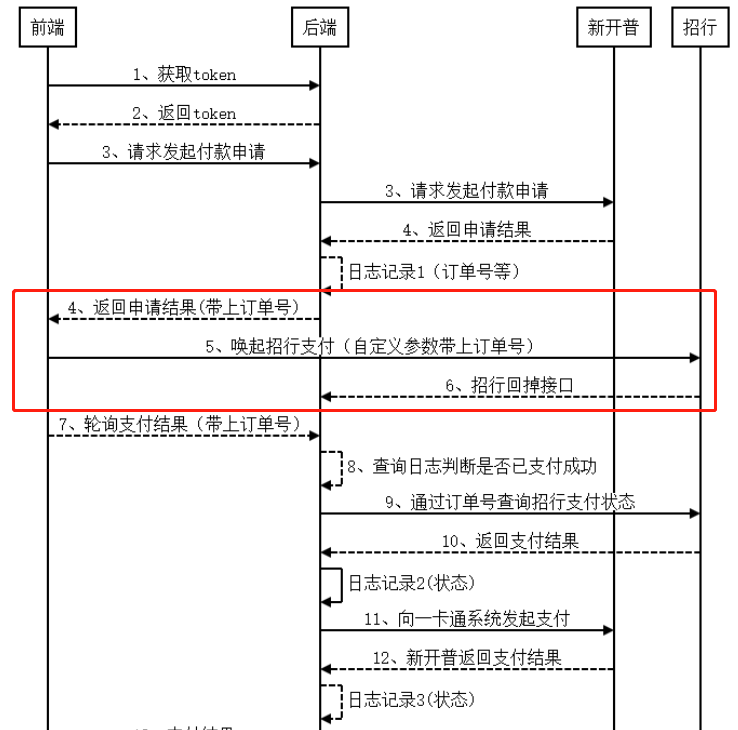 前端
后端
新开普
招行
1、获取token
2、返回token
3、请求发起付款申请
3、请求发起付款申请
4、返回申请结果
日志记录1（订单号等）
4、返回申请结果(带上订单号)
5、唤起招行支付（自定义参数带上订单号）
6、招行回掉接口
7、轮询支付结果（带上订单号）
8、查询日志判断是否已支付成功
9、通过订单号查询招行支付状态
10、返回支付结果
日志记录2(状态)
11、向一卡通系统发起支付
12、新开普返回支付结果
日志记录3(状态)